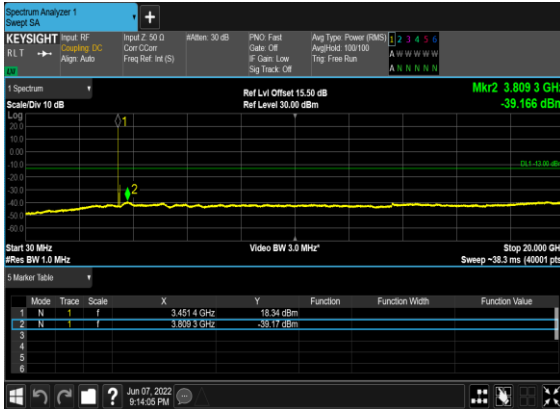 Spectrum Analyzer 1
Swept SA
KEYSIGHT Input: RF Input Z: 50 Ω #Atten: 30 dB PNO: Fast Avg Type: Power (RMS) 1 2 3 4 5 6
RLT Coupling: DC Corr CCorr Gate: Off Avg|Hold: 100/100 A W W W W W
Align: Auto Freq Ref: Int (S) IF Gain: Low Trig: Free Run
Sig Track: Off A N N N N N
1 Spectrum Ref Lvl Offset 15.50 dB Mkr2 3.809 3 GHz
Scale/Div 10 dB Ref Level 30.00 dBm -39.166 dBm
Log
20.0
10.0
0.00
-10.0
-20.0
-30.0
-40.0
-50.0
-60.0
1
2
DL1 -13.00 dBm
Start 30 MHz Video BW 3.0 MHz* Stop 20.000 GHz
#Res BW 1.0 MHz Sweep ~38.3 ms (40001 pts)
5 Marker Table
Mode Trace Scale X Y Function Function Width Function Value
1 N 1 f 3.451 4 GHz 18.34 dBm
2 N 1 f 3.809 3 GHz -39.17 dBm
3
4
5
6
Jun 07, 2022
9:14:05 PM